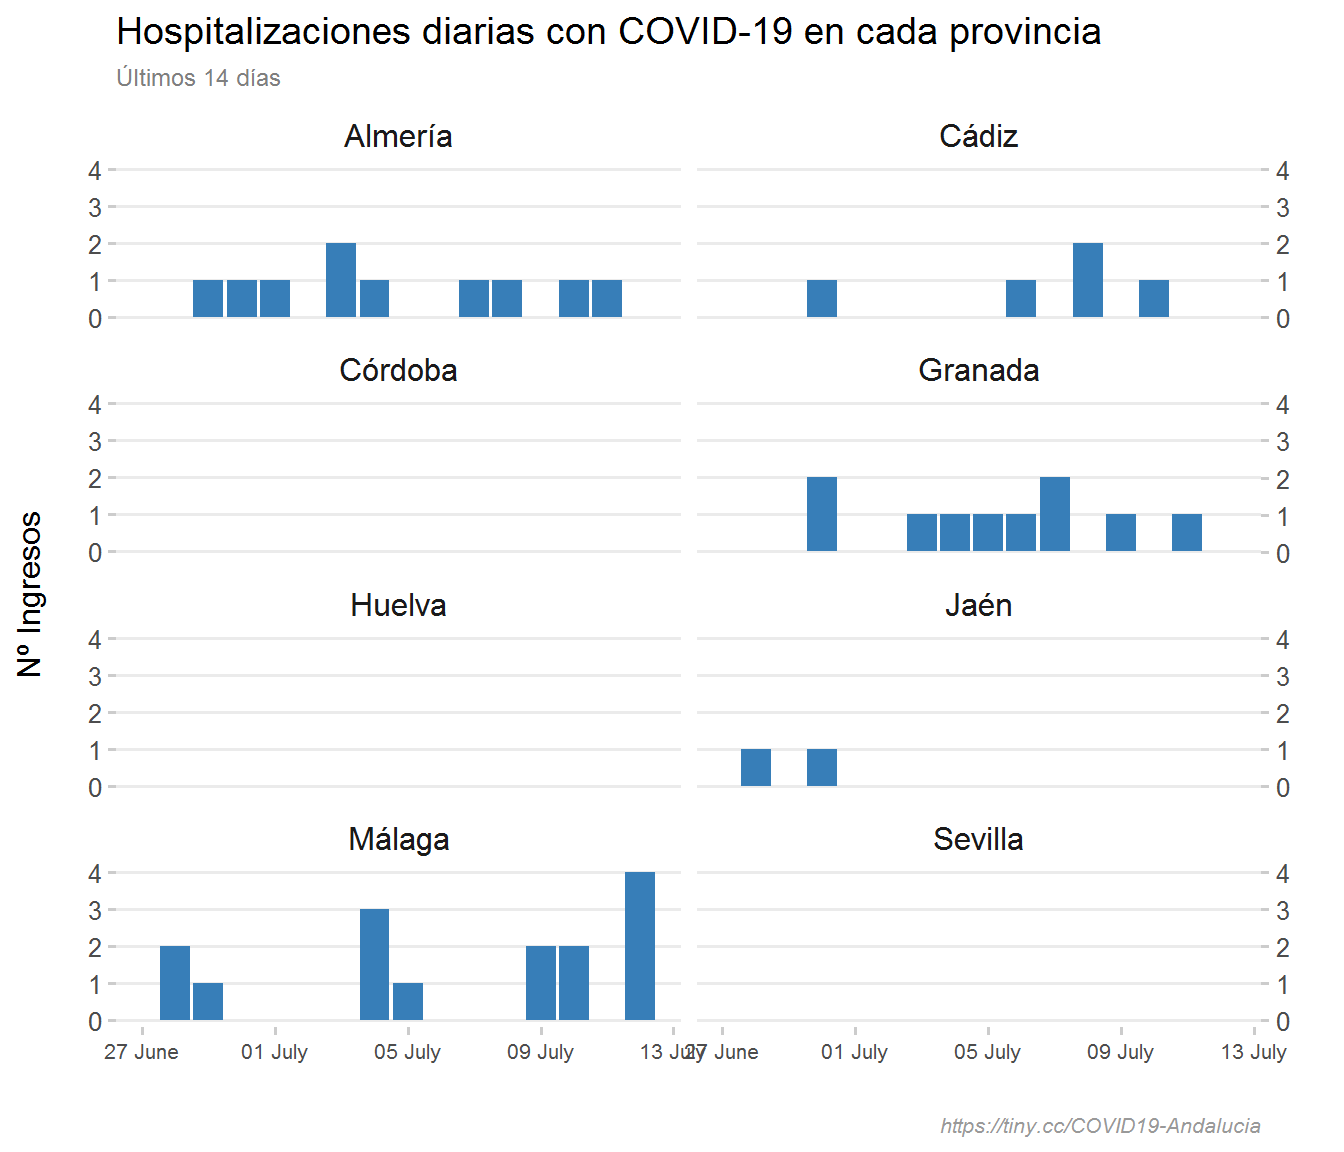 Hospitalizaciones diarias con COVID-19 en cada provincia
Últimos 14 días
Almería Cádiz
4 4
3 3
2 2
1 1
0 0
Córdoba Granada
4 4
3 3
2 2
1 1
0 0
Nº Ingresos
Huelva Jaén
4 4
3 3
2 2
1 1
0 0
Málaga Sevilla
4 4
3 3
2 2
1 1
0 0
27 June 01 July 05 July 09 July 13 July 27 June 01 July 05 July 09 July 13 July
https://tiny.cc/COVID19-Andalucia